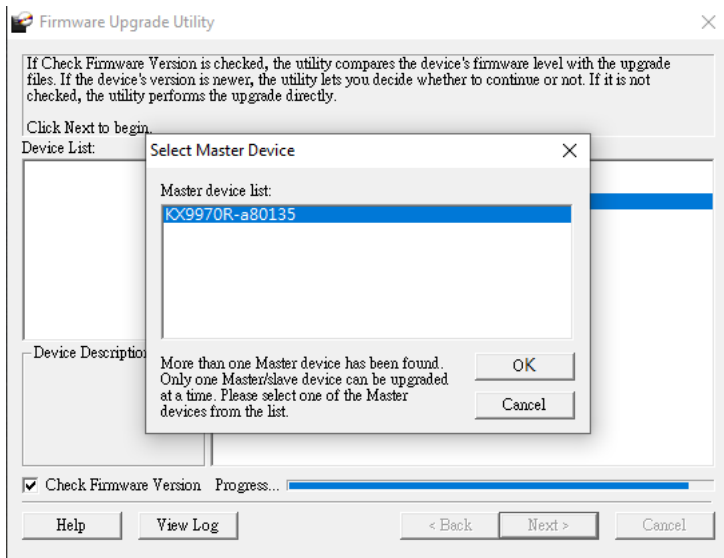 Firmware Upgrade Utility
If Check Firmware Version is checked, the utility compares the device's firmware level with the upgrade
files. If the device's version is newer, the utility lets you decide whether to continue or not. If it is not
checked, the utility performs the upgrade directly.
Click Next to begin.
Device List:
Select Master Device
Master device list:
KX9970R-a80135
More than one Master device has been found.
Only one Master/slave device can be upgraded
at a time. Please select one of the Master
devices from the list.
OK
Cancel
Device Description
Check Firmware Version Progress...
Help View Log < Back Next > Cancel